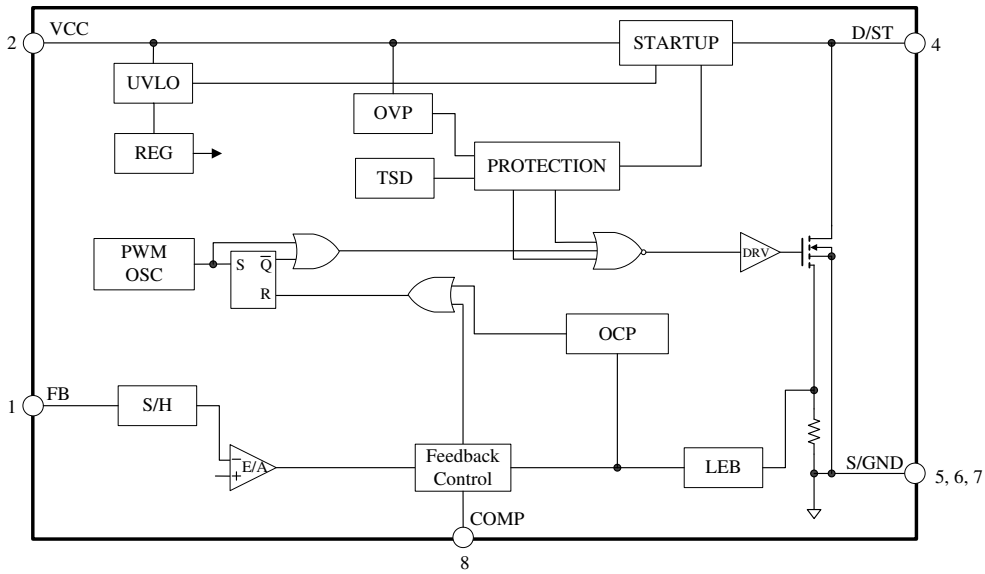 VCC
D/ST
2
4
STARTUP
UVLO
OVP
REG
PROTECTION
TSD
PWM
OSC
S
Q
R
DRV
OCP
FB
1
S/H
E/A
−
+
Feedback
Control
LEB
S/GND
5, 6, 7
COMP
8